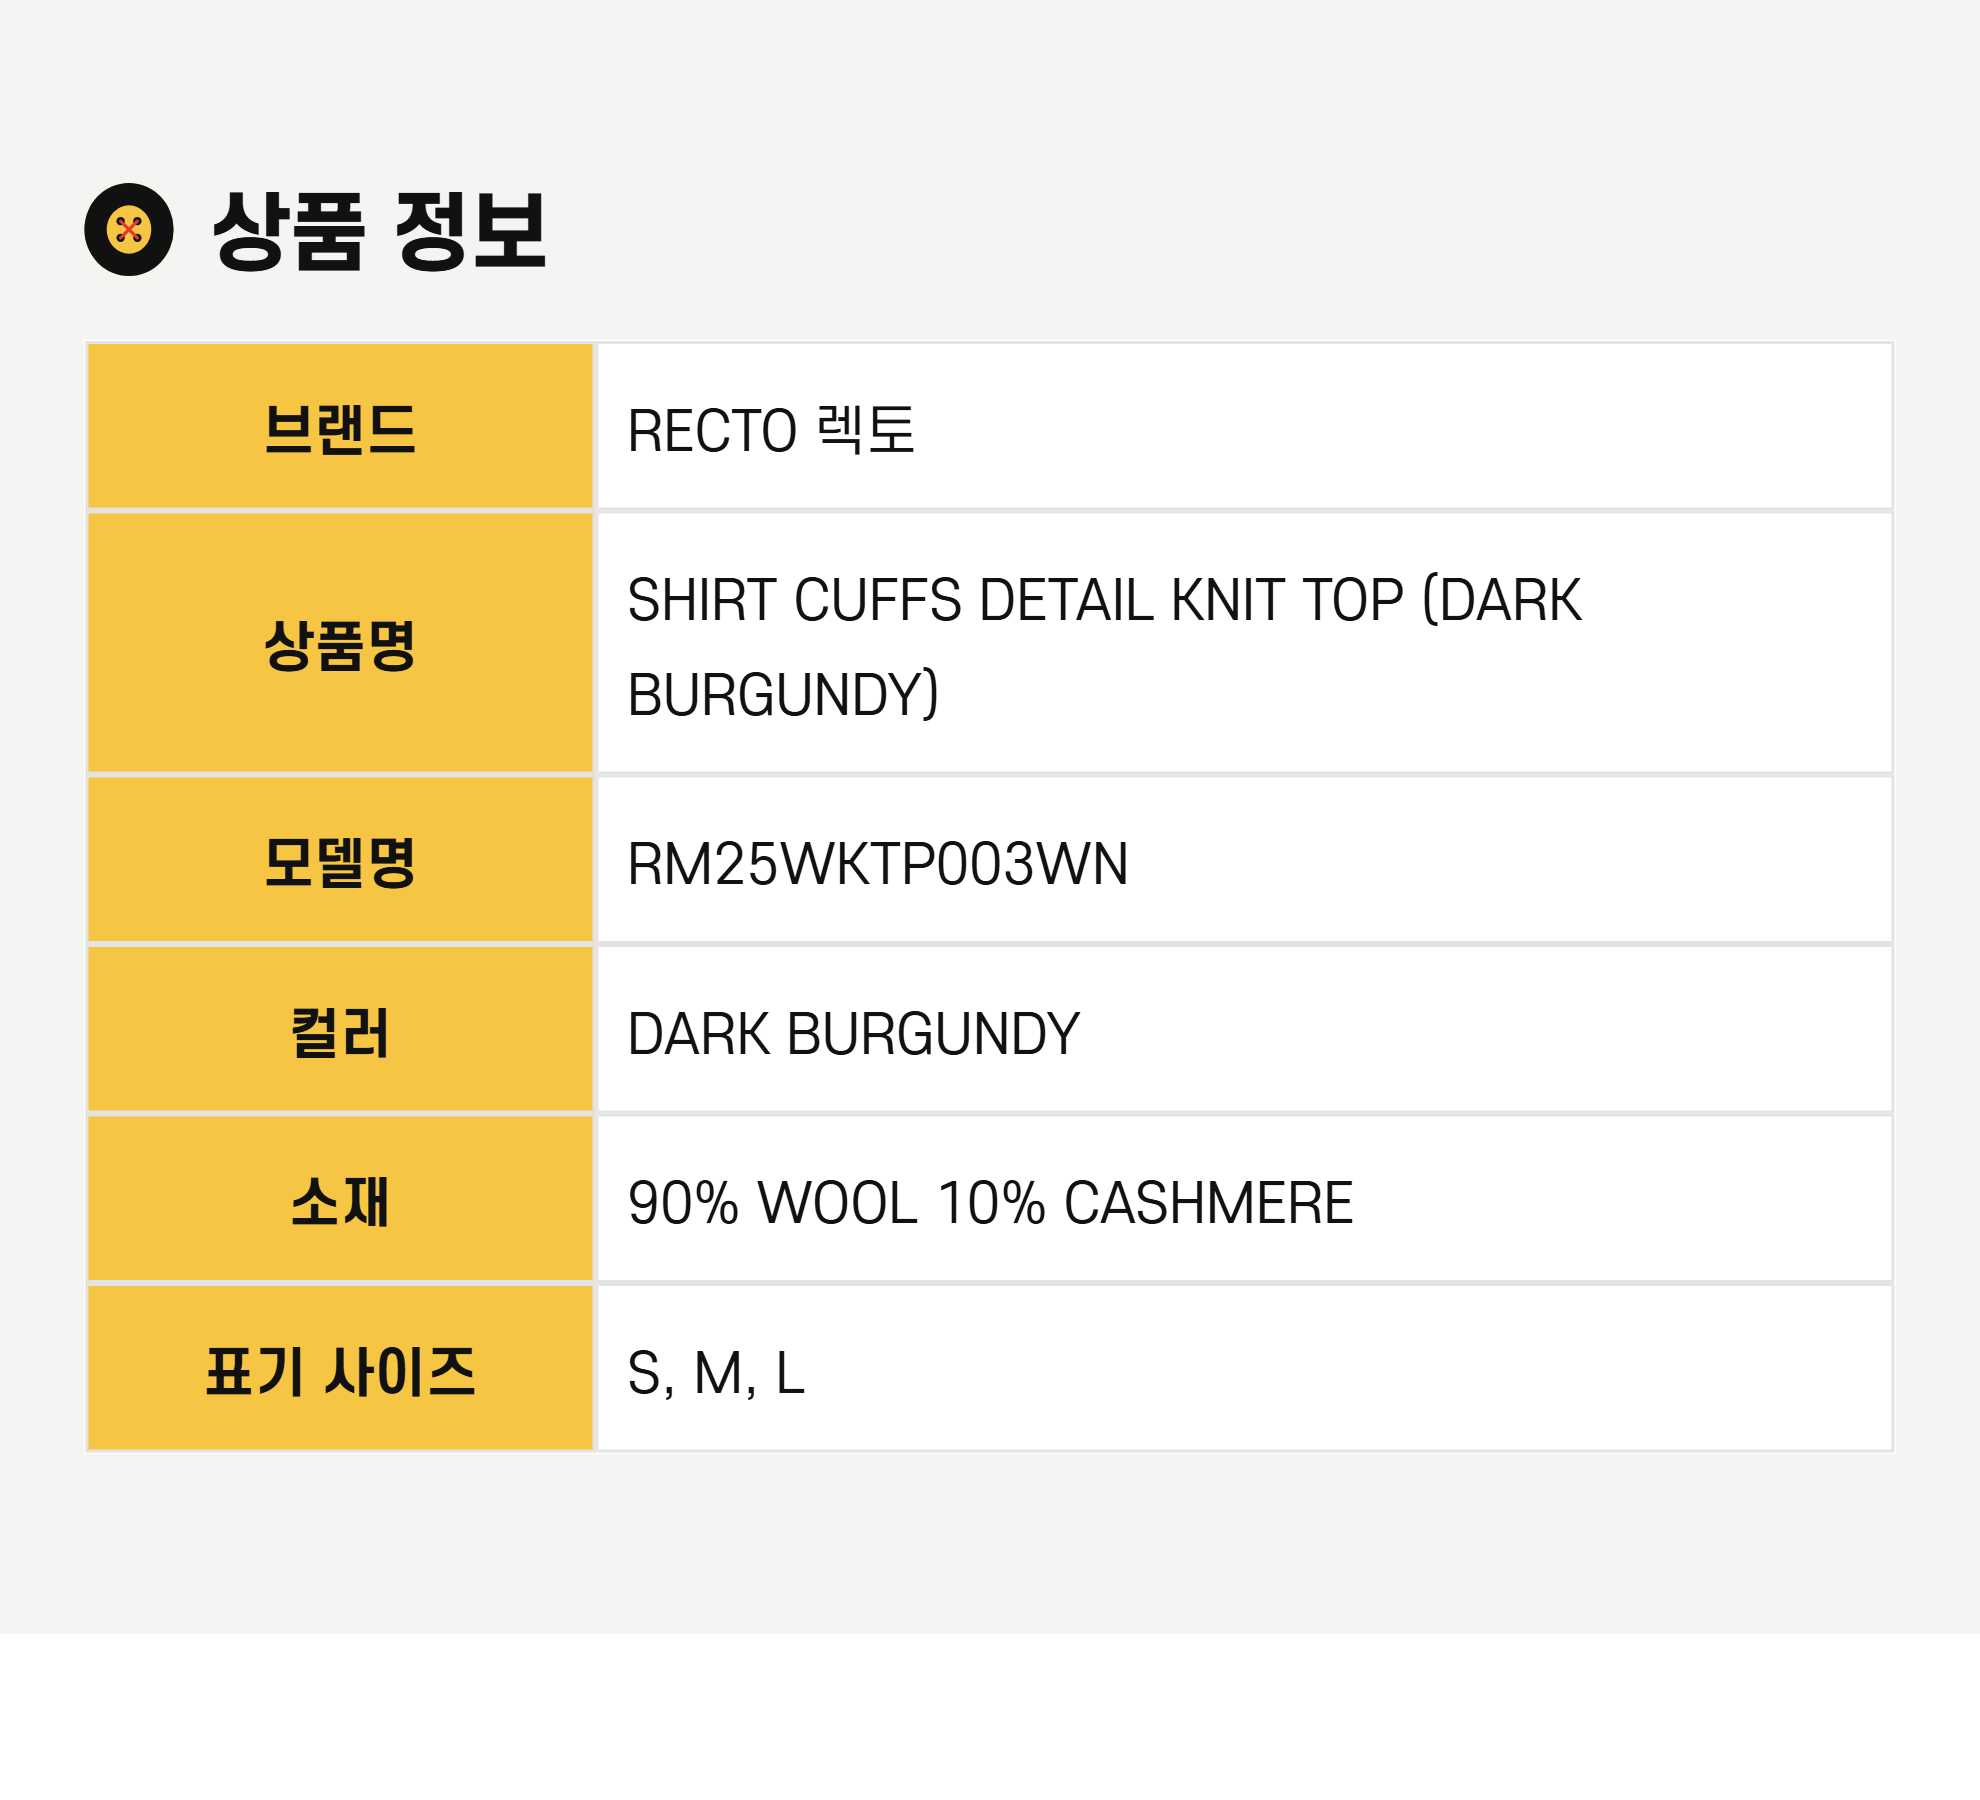 상품 정보
브랜드
RECTO 렉토
상품명
SHIRT CUFFS DETAIL KNIT TOP (DARK
BURGUNDY)
모델명
RM25WKTP003WN
컬러
DARK BURGUNDY
소재
90% WOOL 10% CASHMERE
표기 사이즈
S, M, L